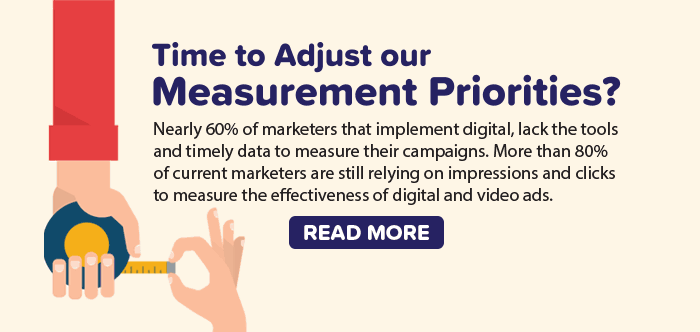 Time to Adjust our
Measurement Priorities?
Nearly 60% of marketers that implement digital, lack the tools
and timely data to measure their campaigns. More than 80%
of current marketers are still relying on impressions and clicks
to measure the effectiveness of digital and video ads.
READ MORE